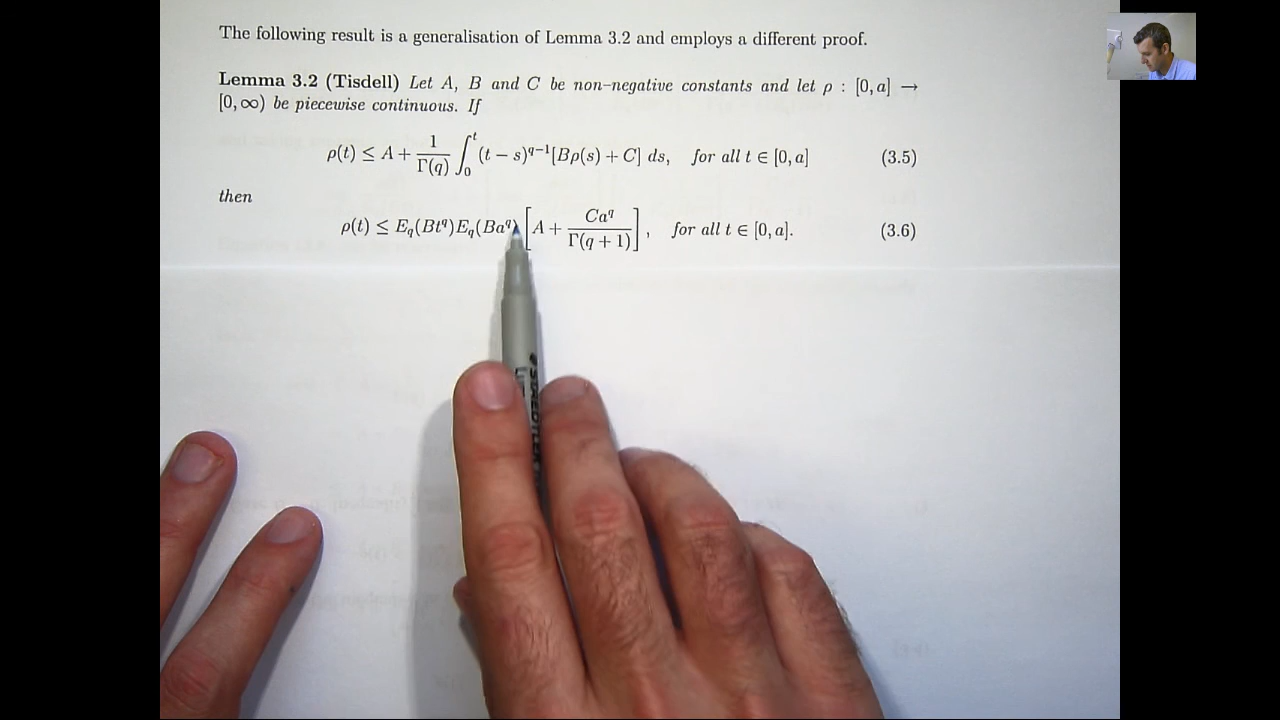 The following result is a generalisation of Lemma 3.2 and employs a different proof.
Lemma 3.2 (Tisdell) Let A, B and C be non-negative constants and let ρ : [0, a] →
[0, ∞) be piecewise continuous. If
ρ(t) ≤ A + 1/Γ(q) ∫₀ᵗ (t − s)^{q−1}[Bρ(s) + C] ds, for all t ∈ [0, a] (3.5)
then
ρ(t) ≤ E_q(Bt^q)E_q(Ba^q) [A + Ca^q/Γ(q + 1)], for all t ∈ [0, a]. (3.6)